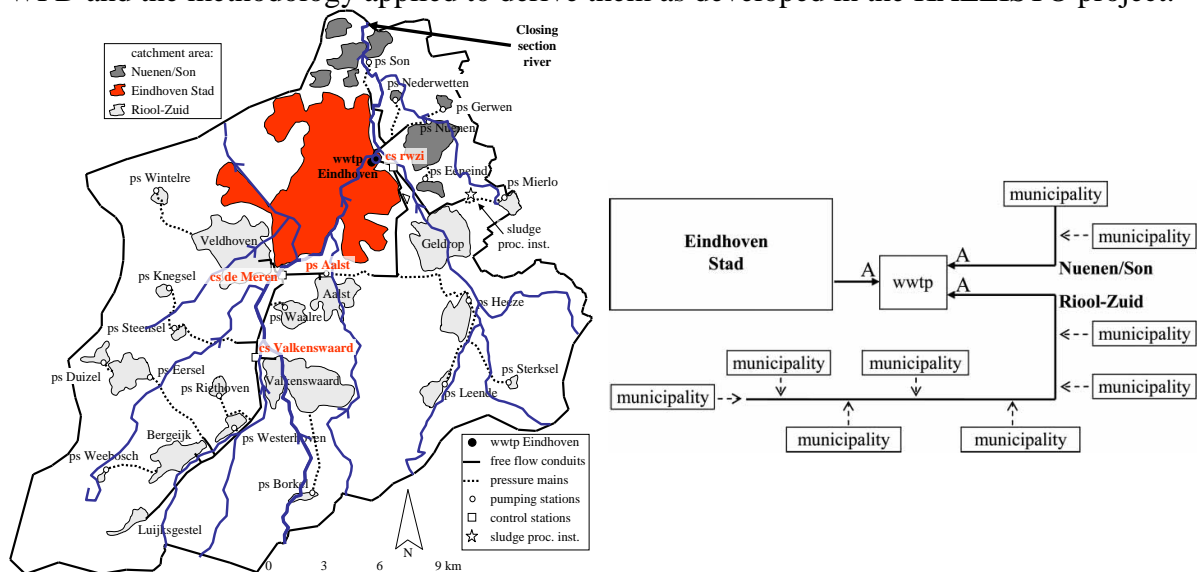 WFD and the methodology applied to derive them as developed in the KALLISTO project.
Closing
section
river
catchment area:
Nuenen/Son
Eindhoven Stad
Riool-Zuid
ps Son
ps Nederwetten
ps Gerwen
ps Nuenen
cs rwzi
wwtp
Eindhoven
ps Eeneind
ps Mierlo
ps Wintelre
sludge
proc. inst.
Veldhoven
Geldrop
ps Aalst
cs de Meren
ps Knegsel
Aalst
ps Heeze
ps Waalre
ps Steensel
cs Valkenswaard
ps Duizel
ps Eersel
ps Riethoven
Valkenswaard
ps Sterksel
ps Leende
Bergeijk
ps Westerhoven
ps Weebosch
ps Borkel
Luijksgestel
wwtp Eindhoven
free flow conduits
pressure mains
pumping stations
control stations
sludge proc. inst.
N
0 3 6 9 km
municipality
municipality
Eindhoven
Stad
A
wwtp
A
Nuenen/Son
A
Riool-Zuid
municipality
municipality
municipality
municipality
municipality
municipality
municipality